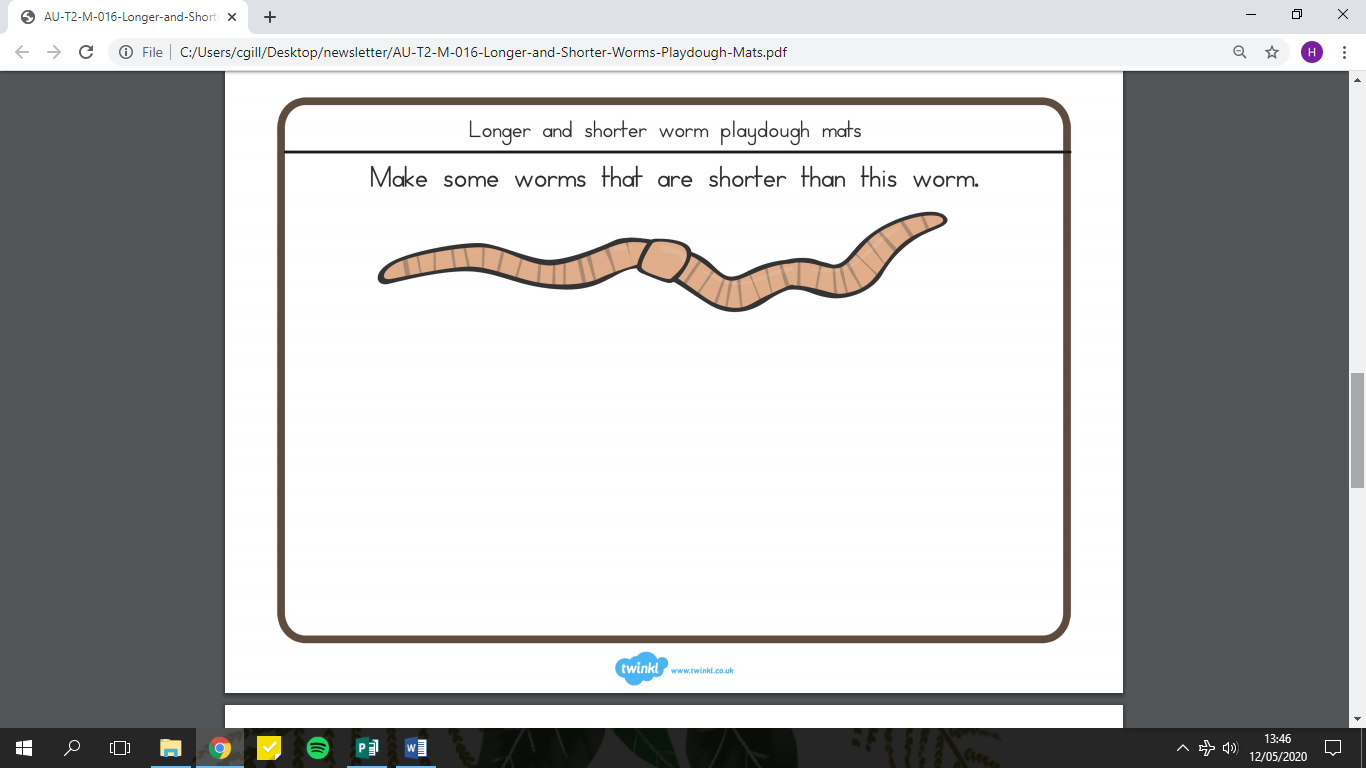 AU-T2-M-016-Longer-and-Short
File
C:/Users/cgill/Desktop/newsletter/AU-T2-M-016-Longer-and-Shorter-Worms-Playdough-Mats.pdf
H
Longer and shorter worm playdough mats
Make some worms that are shorter than this worm.
twinkl
www.twinkl.co.uk
P
W
13:46
12/05/2020